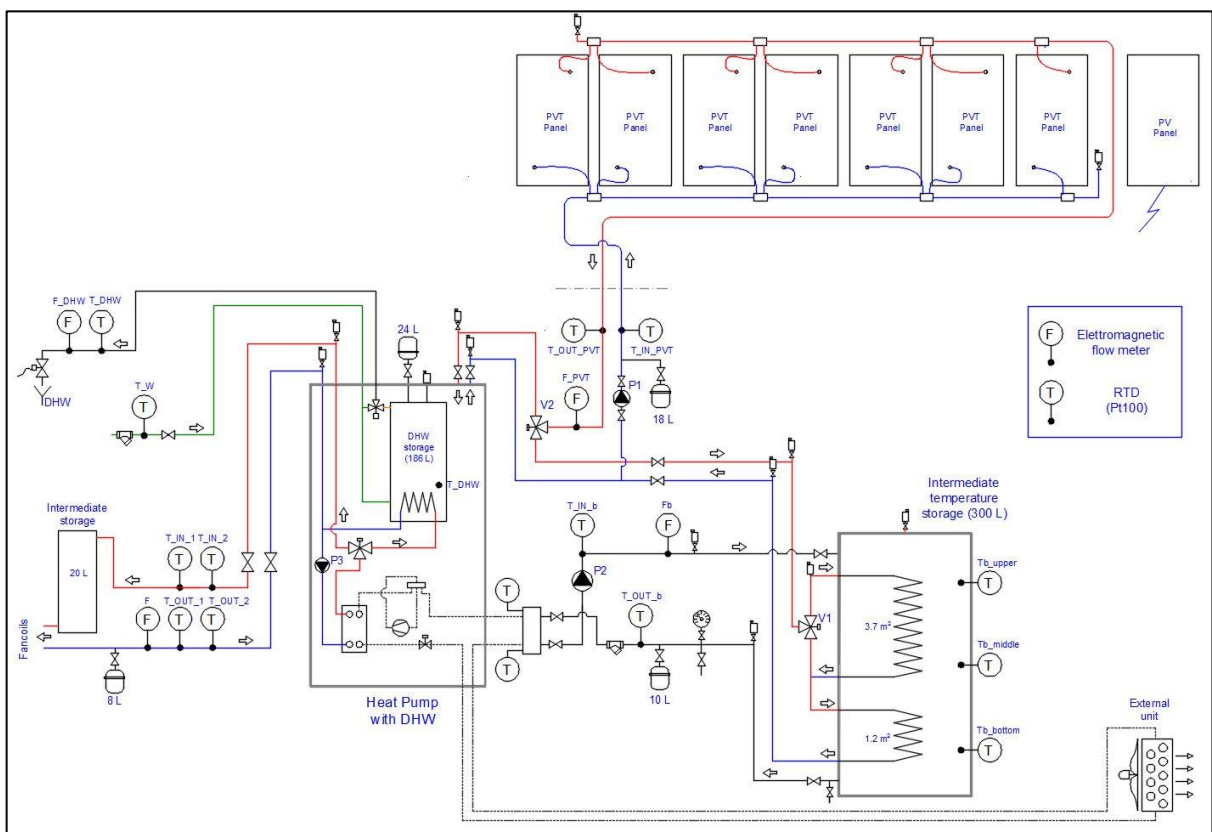 PVT
Panel
PVT
Panel
PVT
Panel
PVT
Panel
PVT
Panel
PVT
Panel
PVT
Panel
PV
Panel
F_DHW
T_DHW
F
T
DHW
T_W
T
24 L
T
T
T_OUT_PVT
T_IN_PVT
F_PVT
F
P1
18 L
V2
F
Elettromagnetic
flow meter
T
RTD
(Pt100)
DHW
storage
(186 L)
T_DHW
Intermediate
storage
20 L
T_IN_1
T_IN_2
T
T
F
T_OUT_1
T_OUT_2
F
T
T
Fancoils
8 L
P3
Heat Pump
with DHW
T
T
T_IN_b
T
Fb
F
P2
T_OUT_b
T
10 L
Intermediate
temperature
storage (300 L)
V1
3.7 m²
1.2 m²
Tb_upper
T
Tb_middle
T
Tb_bottom
T
External
unit